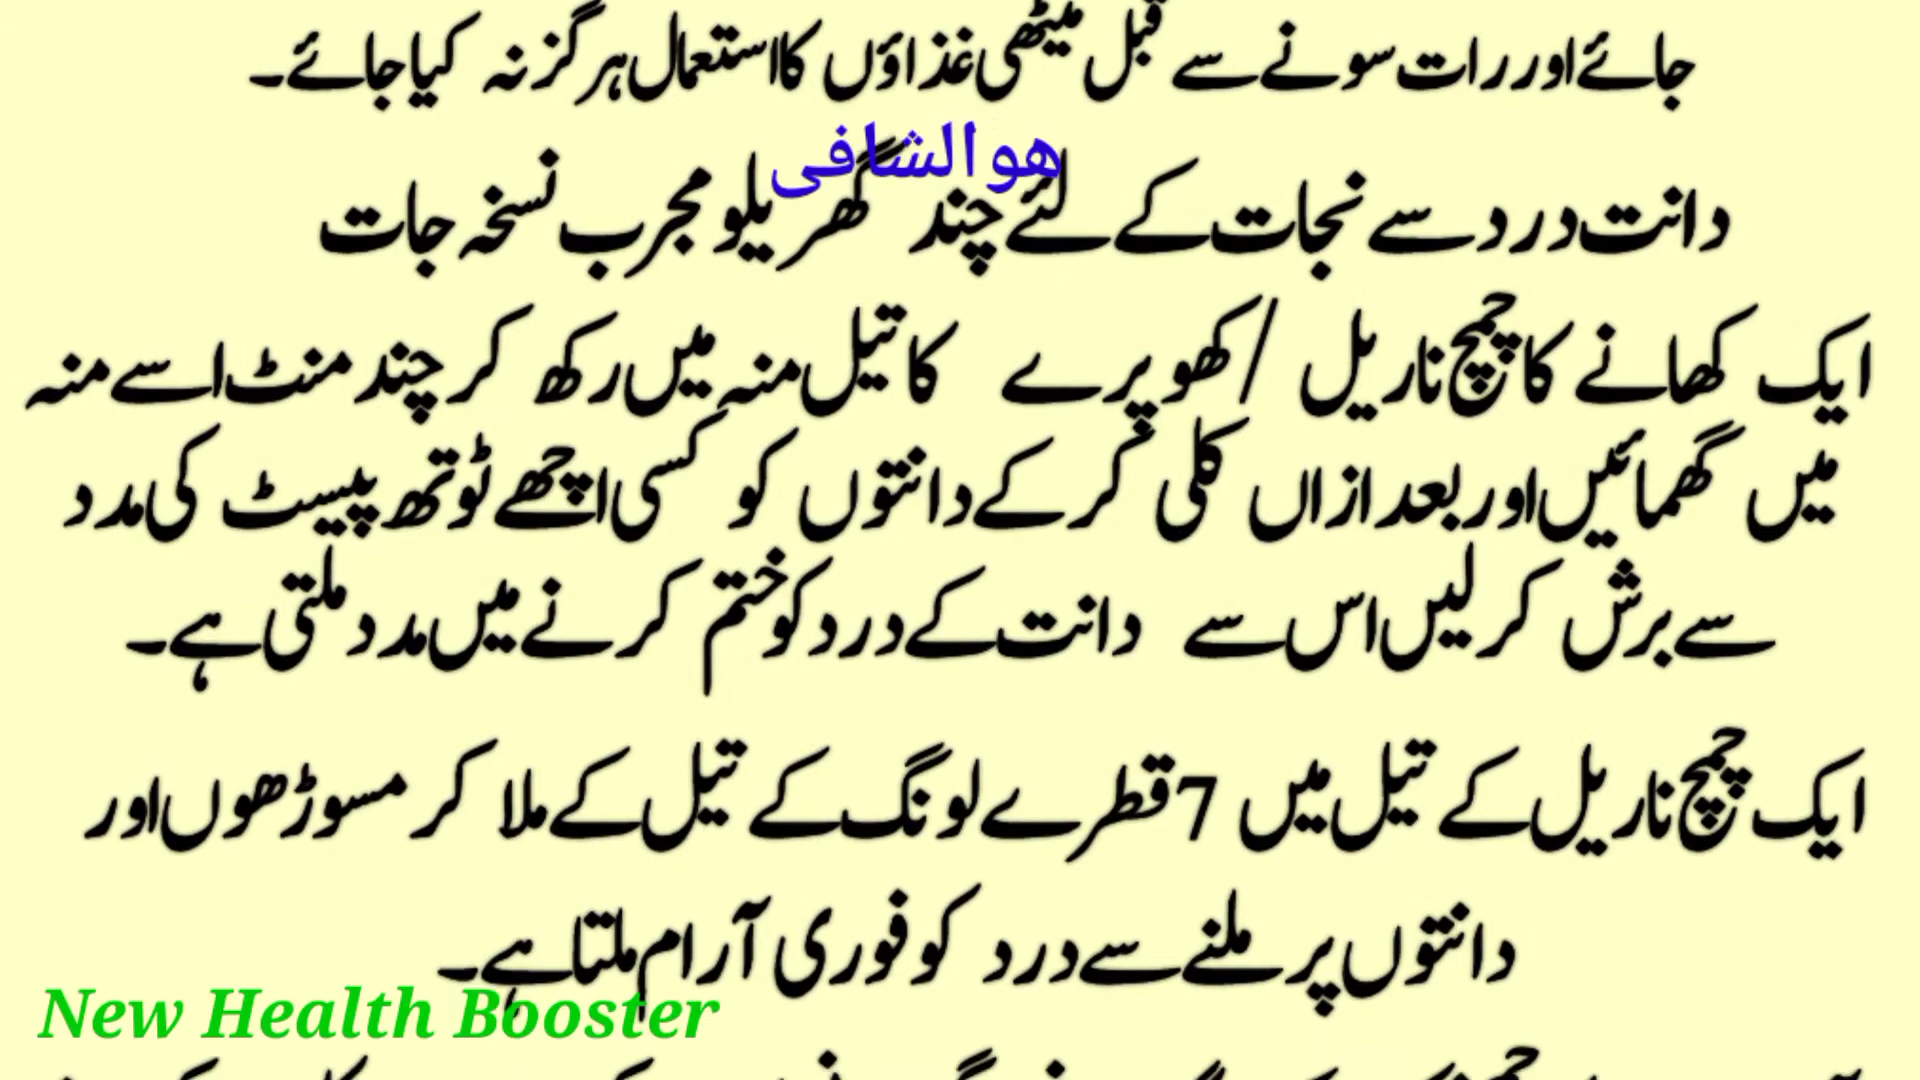 جائے اور رات سونے سے قبل میٹھی غذاؤں کا استعمال ہرگز نہ کیا جائے۔
ھوالشافی
دانت درد سے نجات کے لئے چند گھریلو مجرب نسخہ جات
ایک کھانے کا چمچ ناریل / کھوپرے کا تیل منہ میں رکھ کر چند منٹ اسے منہ
میں گھمائیں اور بعد ازاں کلی کر کے دانتوں کو کسی اچھے ٹوتھ پیسٹ کی مدد
سے برش کر لیں اس سے دانت کے درد کو ختم کرنے میں مدد ملتی ہے۔
ایک چمچ ناریل کے تیل میں 7 قطرے لونگ کے تیل کے ملا کر مسوڑھوں اور
دانتوں پر ملنے سے درد کو فوری آرام ملتا ہے۔
New Health Booster